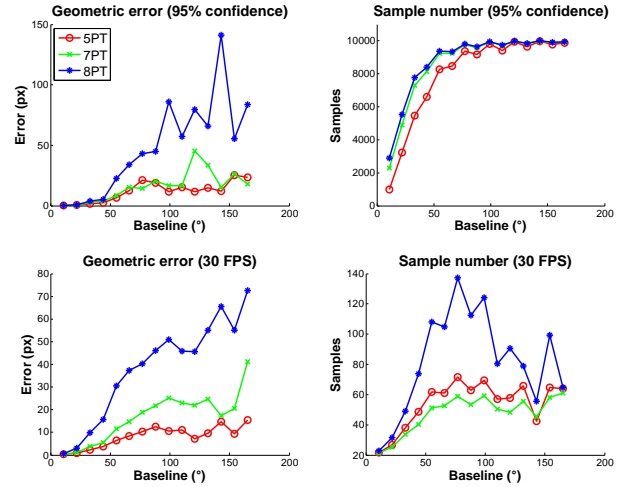 Geometric error (95% confidence)
150
100
50
0
Error (px)
5PT
7PT
8PT
0 50 100 150 200
Baseline (°)
Sample number (95% confidence)
10000
8000
6000
4000
2000
0
Samples
0 50 100 150 200
Baseline (°)
Geometric error (30 FPS)
80
70
60
50
40
30
20
10
0
Error (px)
0 50 100 150 200
Baseline (°)
Sample number (30 FPS)
140
120
100
80
60
40
20
Samples
0 50 100 150 200
Baseline (°)